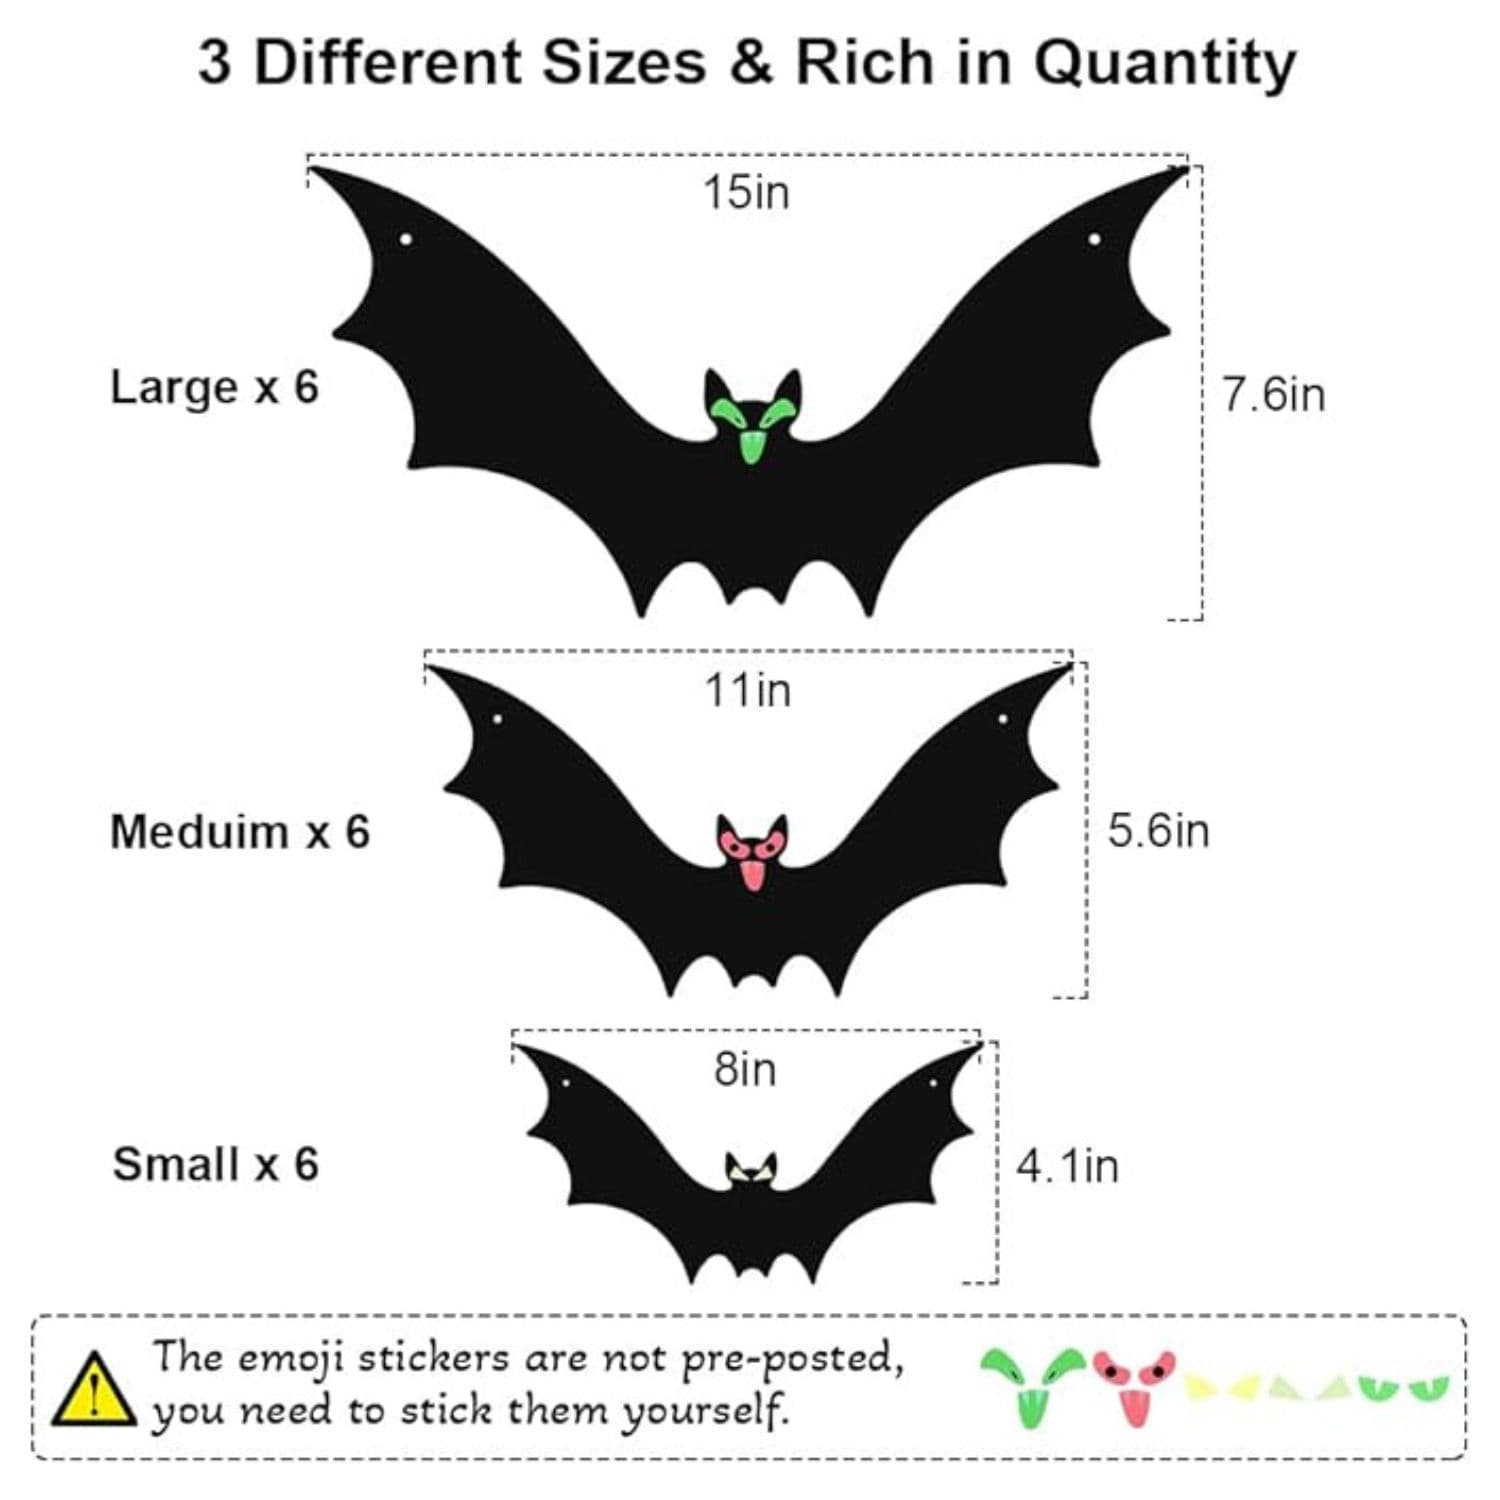 3 Different Sizes & Rich in Quantity
15in
Large x 6
7.6in
11in
Meduim x 6
5.6in
8in
Small x 6
4.1in
The emoji stickers are not pre-posted,
you need to stick them yourself.